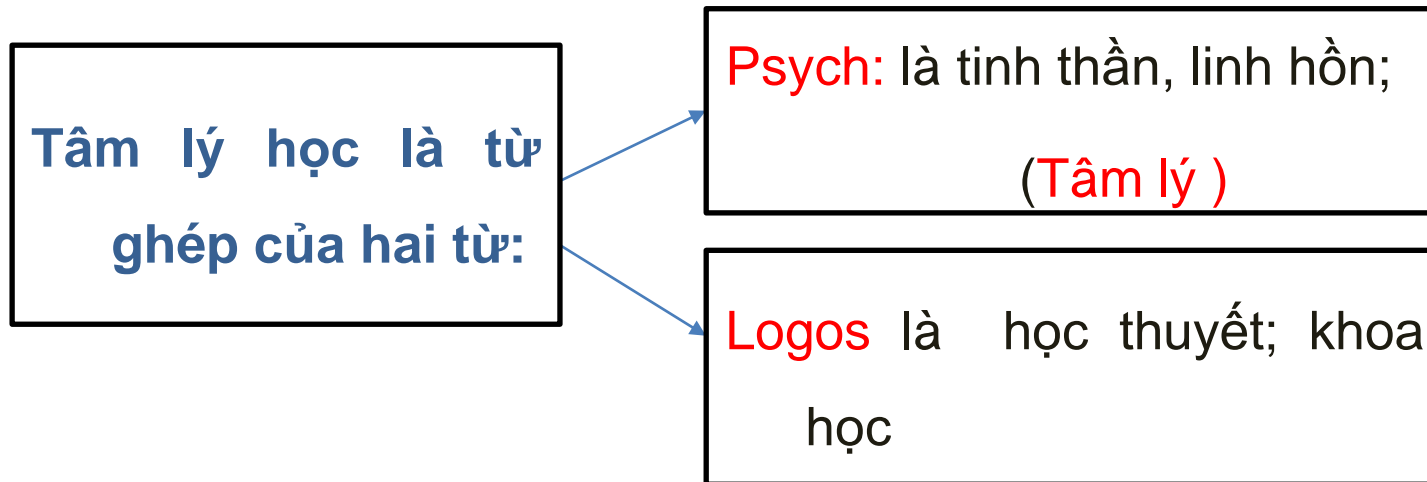 Tâm lý học là từ
ghép của hai từ:
Psych: là tinh thần, linh hồn;
(Tâm lý )
Logos là học thuyết; khoa
học